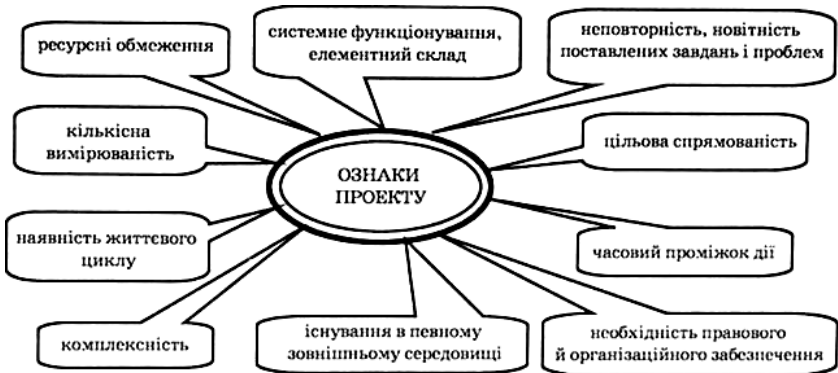 ресурсні обмеження
системне функціонування,
елементний склад
неповторність, новітність
поставлених завдань і проблем
кількісна
вимірюваність
ОЗНАКИ
ПРОЕКТУ
цільова спрямованість
наявність життєвого
циклу
часовий проміжок дії
комплексність
існування в певному
зовнішньому середовищі
необхідність правового
й організаційного забезпечення